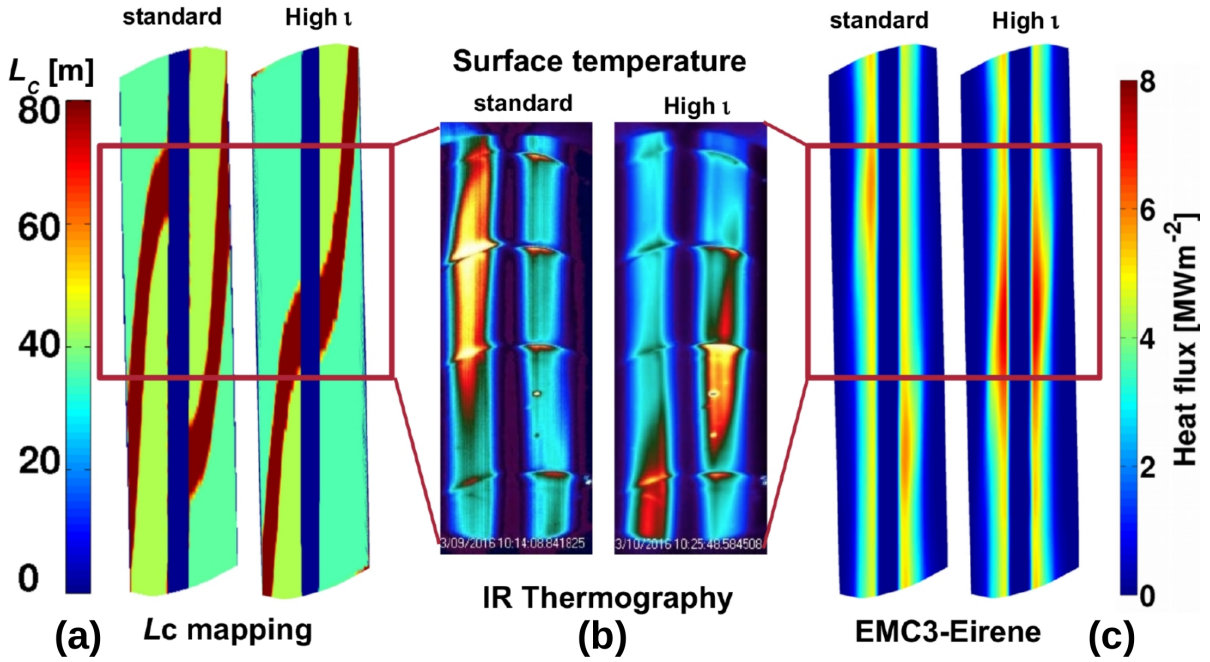 standard
High ι
Lc [m]
80
60
40
20
0
(a)
Lc mapping
Surface temperature
standard
High ι
3/09/2016 10:14:08.841825
3/10/2016 10:25:48.584508
IR Thermography
(b)
standard
High ι
8
6
4
2
0
Heat flux [MWm-2]
EMC3-Eirene
(c)